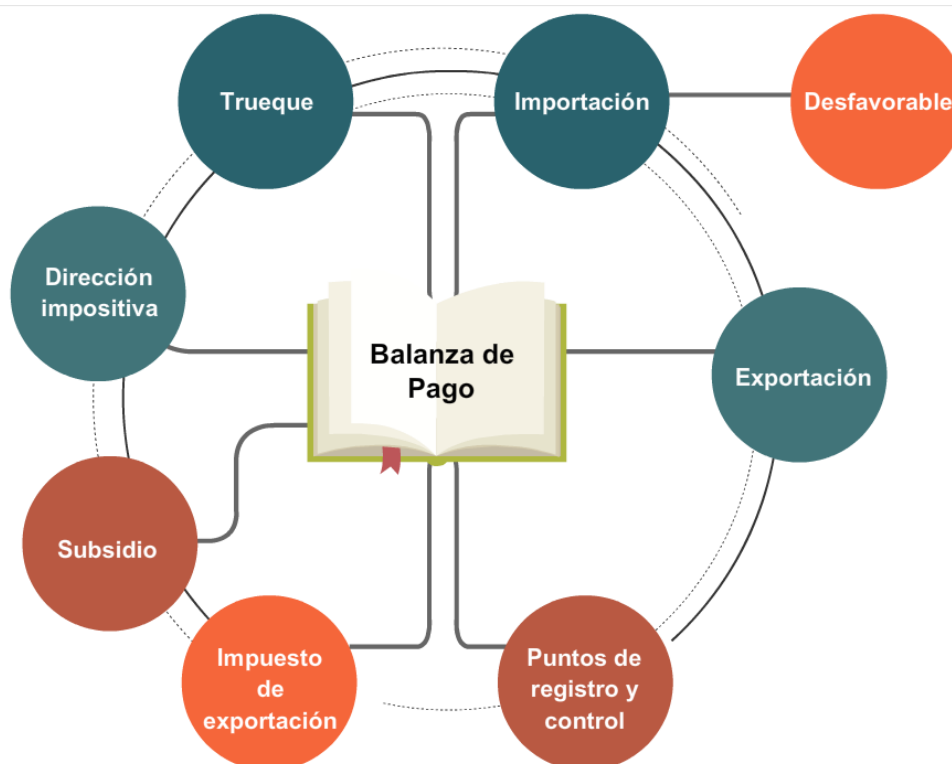 Trueque
Importación
Desfavorable
Dirección
impositiva
Balanza de
Pago
Exportación
Subsidio
Impuesto
de
exportación
Puntos de
registro y
control